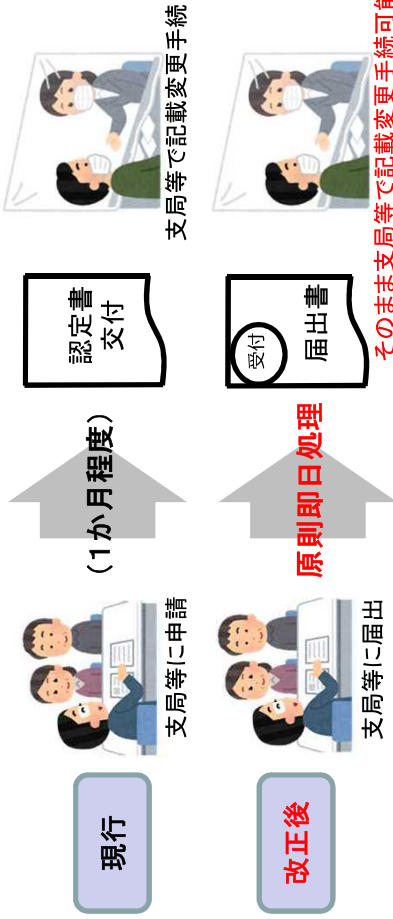 現行
支局等に申請
（１か月程度）
認定書
交付
支局等で記載変更手続
改正後
支局等に届出
原則即日処理
受付
届出書
そのまま支局等で記載変更手続可能